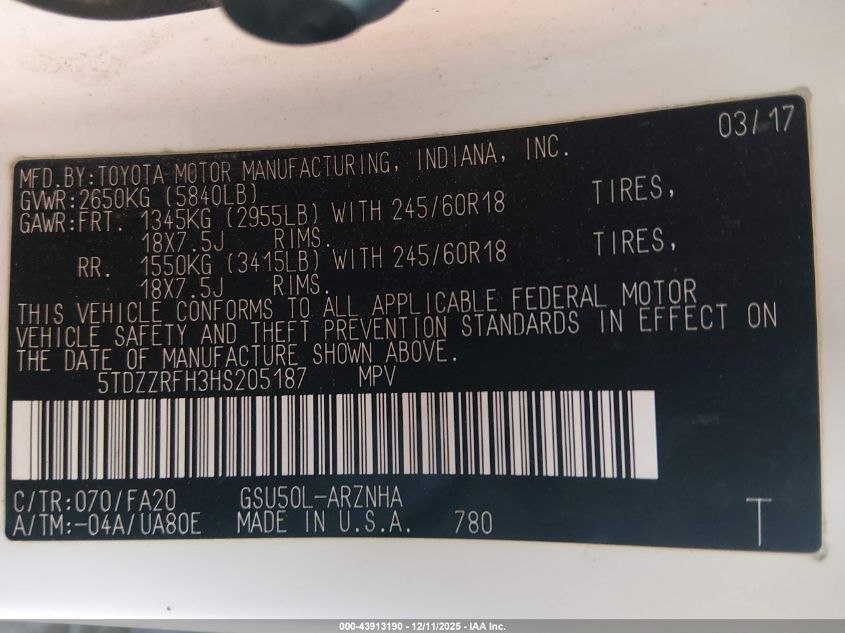 03/17
MFD.BY:TOYOTA MOTOR MANUFACTURING, INDIANA, INC.
GVWR:2650KG (5840LB)
GAWR:FRT. 1345KG (2955LB) WITH 245/60R18 TIRES,
18X7.5J RIMS.
RR. 1550KG (3415LB) WITH 245/60R18 TIRES,
18X7.5J RIMS.
THIS VEHICLE CONFORMS TO ALL APPLICABLE FEDERAL MOTOR
VEHICLE SAFETY AND THEFT PREVENTION STANDARDS IN EFFECT ON
THE DATE OF MANUFACTURE SHOWN ABOVE.
5TDZZRFH3HS205187 MPV
C/TR:070/FA20 GSU50L-ARZNHA
A/TM:-04A/UA80E MADE IN U.S.A. 780
T
000-43913190 - 12/11/2025 - IAA Inc.